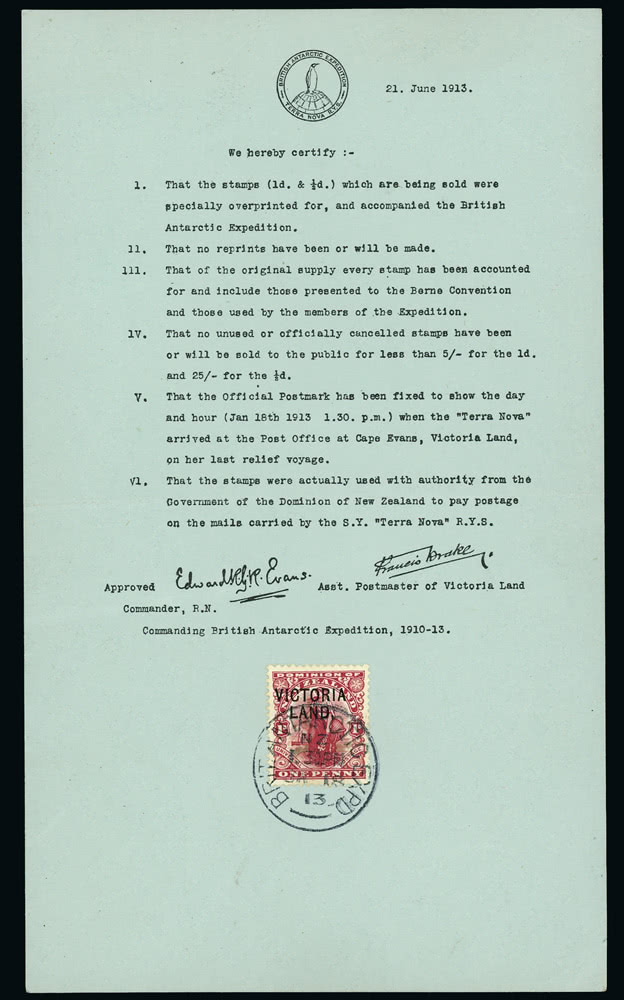 BRITISH ANTARCTIC EXPEDITION
TERRA NOVA R.Y.S.
21. June 1913.
We hereby certify :-
1. That the stamps (1d. & ½d.) which are being sold were
specially overprinted for, and accompanied the British
Antarctic Expedition.
11. That no reprints have been or will be made.
111. That of the original supply every stamp has been accounted
for and include those presented to the Berne Convention
and those used by the members of the Expedition.
1V. That no unused or officially cancelled stamps have been
or will be sold to the public for less than 5/- for the 1d.
and 25/- for the ½d.
V. That the Official Postmark has been fixed to show the day
and hour (Jan 18th 1913 1.30. p.m.) when the "Terra Nova"
arrived at the Post Office at Cape Evans, Victoria Land,
on her last relief voyage.
V1. That the stamps were actually used with authority from the
Government of the Dominion of New Zealand to pay postage
on the mails carried by the S.Y. "Terra Nova" R.Y.S.
Approved Edward R.G.R. Evans. Francis Drake.
Asst. Postmaster of Victoria Land
Commander, R.N.
Commanding British Antarctic Expedition, 1910-13.
DOMINION OF
VICTORIA
LAND.
ONE PENNY
13